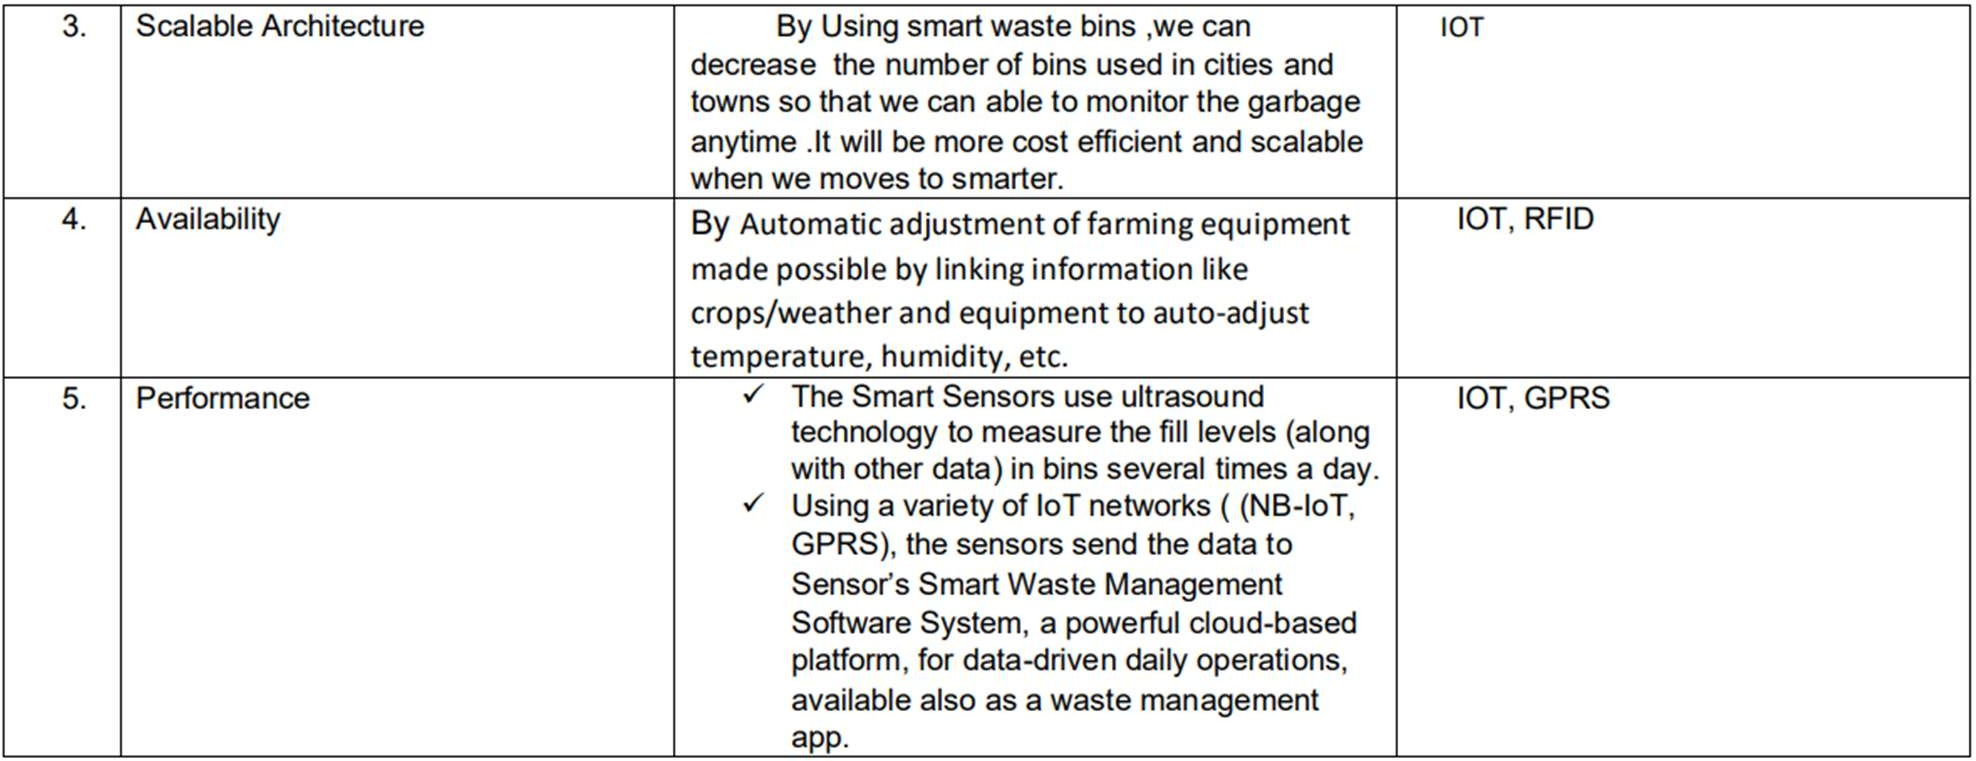 3. Scalable Architecture By Using smart waste bins ,we can IOT
decrease  the number of bins used in cities and
towns so that we can able to monitor the garbage
anytime .It will be more cost efficient and scalable
when we moves to smarter.
4. Availability By Automatic adjustment of farming equipment IOT, RFID
made possible by linking information like
crops/weather and equipment to auto-adjust
temperature, humidity, etc.
5. Performance ✓ The Smart Sensors use ultrasound IOT, GPRS
technology to measure the fill levels (along
with other data) in bins several times a day.
✓ Using a variety of IoT networks ( (NB-IoT,
GPRS), the sensors send the data to
Sensor’s Smart Waste Management
Software System, a powerful cloud-based
platform, for data-driven daily operations,
available also as a waste management
app.